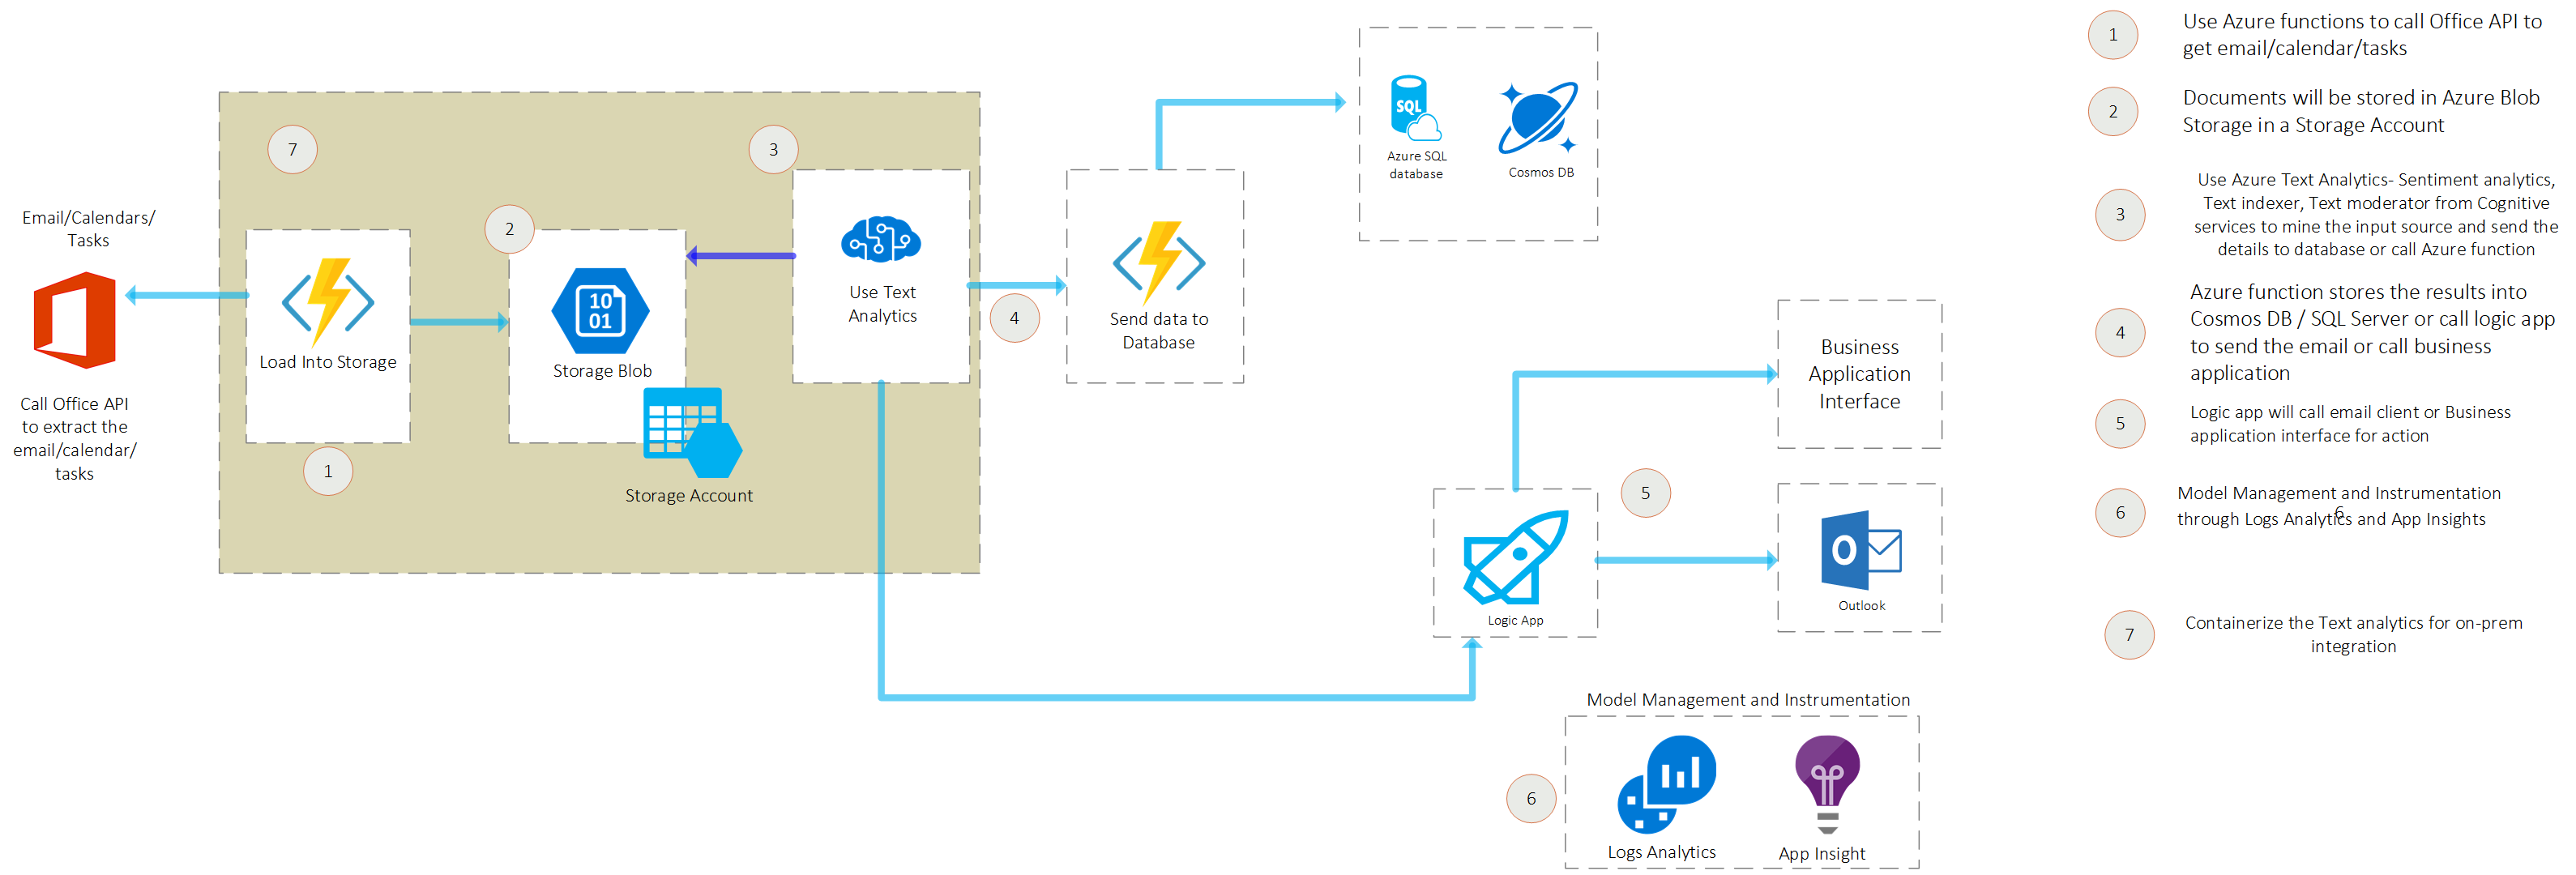 Email/Calendars/
Tasks
Call Office API
to extract the
email/calendar/
tasks
7
Load Into Storage
1
2
10
01
Storage Blob
Storage Account
3
Use Text
Analytics
4
Send data to
Database
SQL
Azure SQL
database
Cosmos DB
Business
Application
Interface
5
Logic App
O
Outlook
Model Management and Instrumentation
6
Logs Analytics
App Insight
1
Use Azure functions to call Office API to
get email/calendar/tasks
2
Documents will be stored in Azure Blob
Storage in a Storage Account
3
Use Azure Text Analytics- Sentiment analytics,
Text indexer, Text moderator from Cognitive
services to mine the input source and send the
details to database or call Azure function
4
Azure function stores the results into
Cosmos DB / SQL Server or call logic app
to send the email or call business
application
5
Logic app will call email client or Business
application interface for action
6
Model Management and Instrumentation
through Logs Analytics and App Insights
6
7
Containerize the Text analytics for on-prem
integration